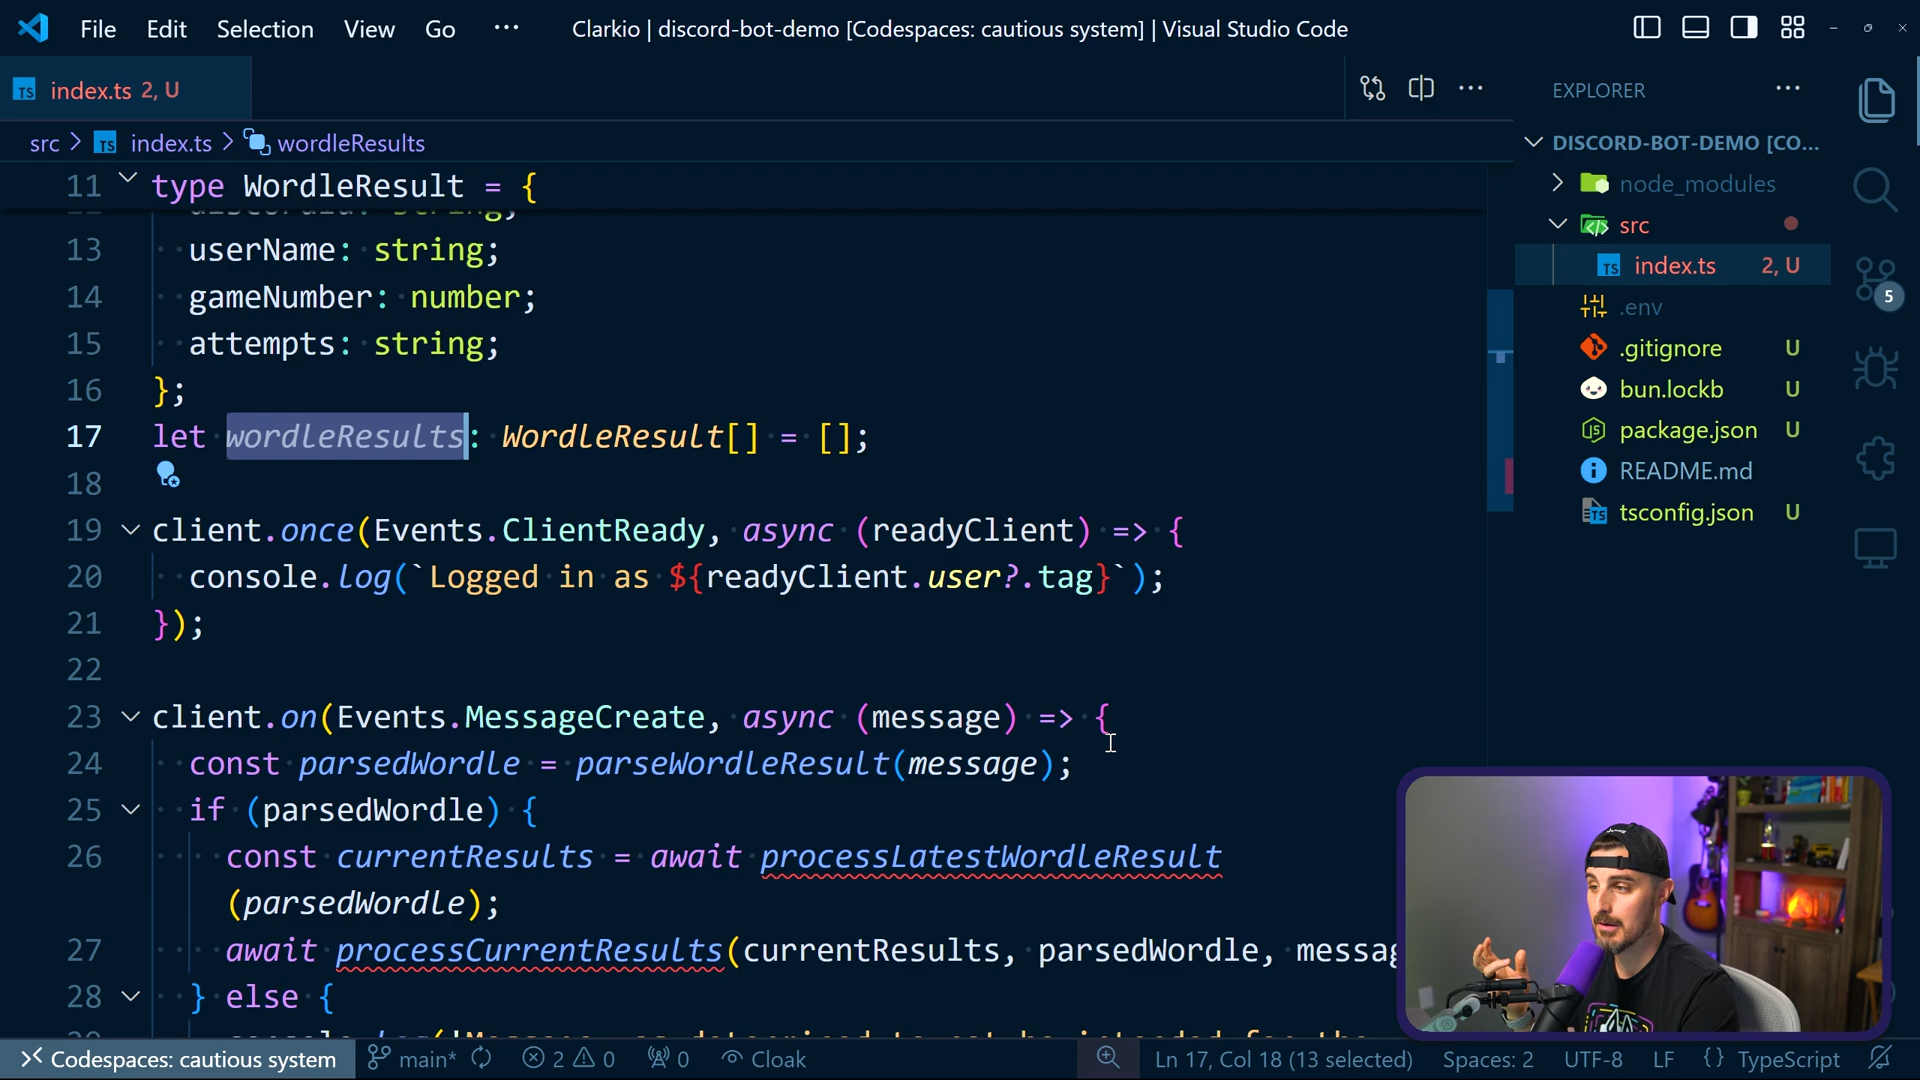 File Edit Selection View Go ··· Clarkio | discord-bot-demo [Codespaces: cautious system] | Visual Studio Code
index.ts 2, U
src > index.ts > wordleResults
11 type WordleResult = {
13 userName: string;
14 gameNumber: number;
15 attempts: string;
16 };
17 let wordleResults: WordleResult[] = [];
18
19 client.once(Events.ClientReady, async (readyClient) => {
20 console.log(`Logged in as ${readyClient.user?.tag}`);
21 });
22
23 client.on(Events.MessageCreate, async (message) => {
24 const parsedWordle = parseWordleResult(message);
25 if (parsedWordle) {
26 const currentResults = await processLatestWordleResult
(parsedWordle);
27 await processCurrentResults(currentResults, parsedWordle, messag
28 } else {
EXPLORER ···
DISCORD-BOT-DEMO [CO...
node_modules
src
index.ts 2, U
.env
.gitignore U
bun.lockb U
package.json U
README.md
tsconfig.json U
5
Codespaces: cautious system main* 2 0 0 Cloak Ln 17, Col 18 (13 selected) Spaces: 2 UTF-8 LF {} TypeScript